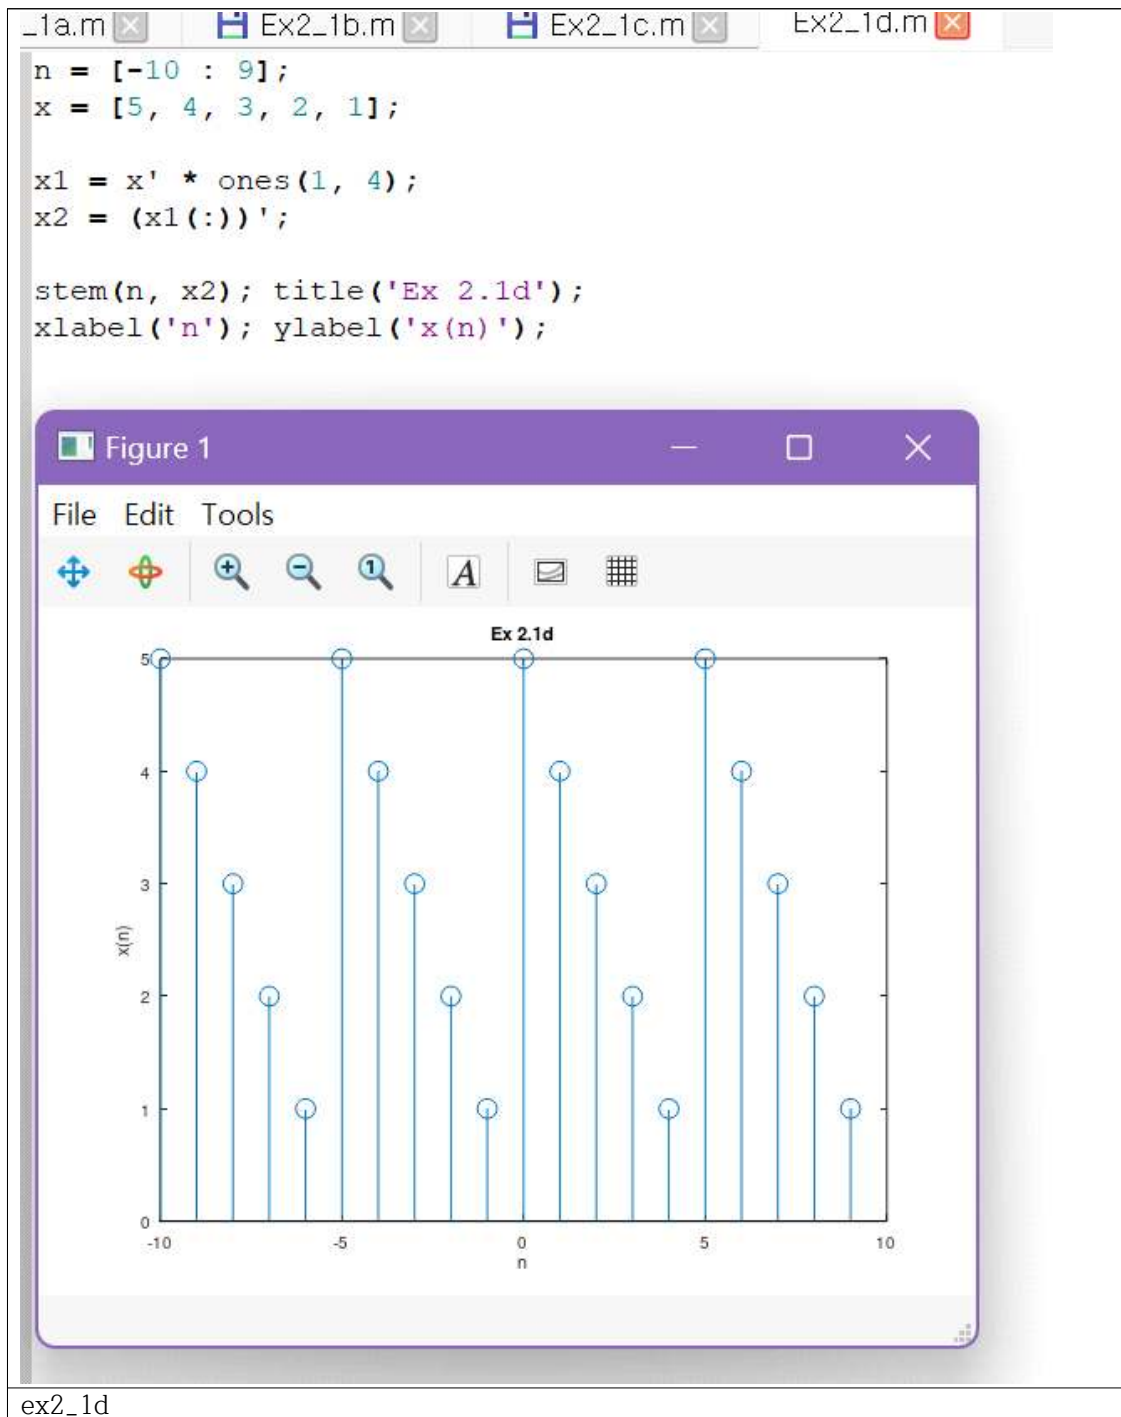 _1a.m Ex2_1b.m Ex2_1c.m Ex2_1d.m
n = [-10 : 9];
x = [5, 4, 3, 2, 1];
x1 = x' * ones(1, 4);
x2 = (x1(:))';
stem(n, x2); title('Ex 2.1d');
xlabel('n'); ylabel('x(n)');
Figure 1
File Edit Tools
A
Ex 2.1d
5
4
3
2
1
0
x(n)
-10 -5 0 5 10
n
ex2_1d